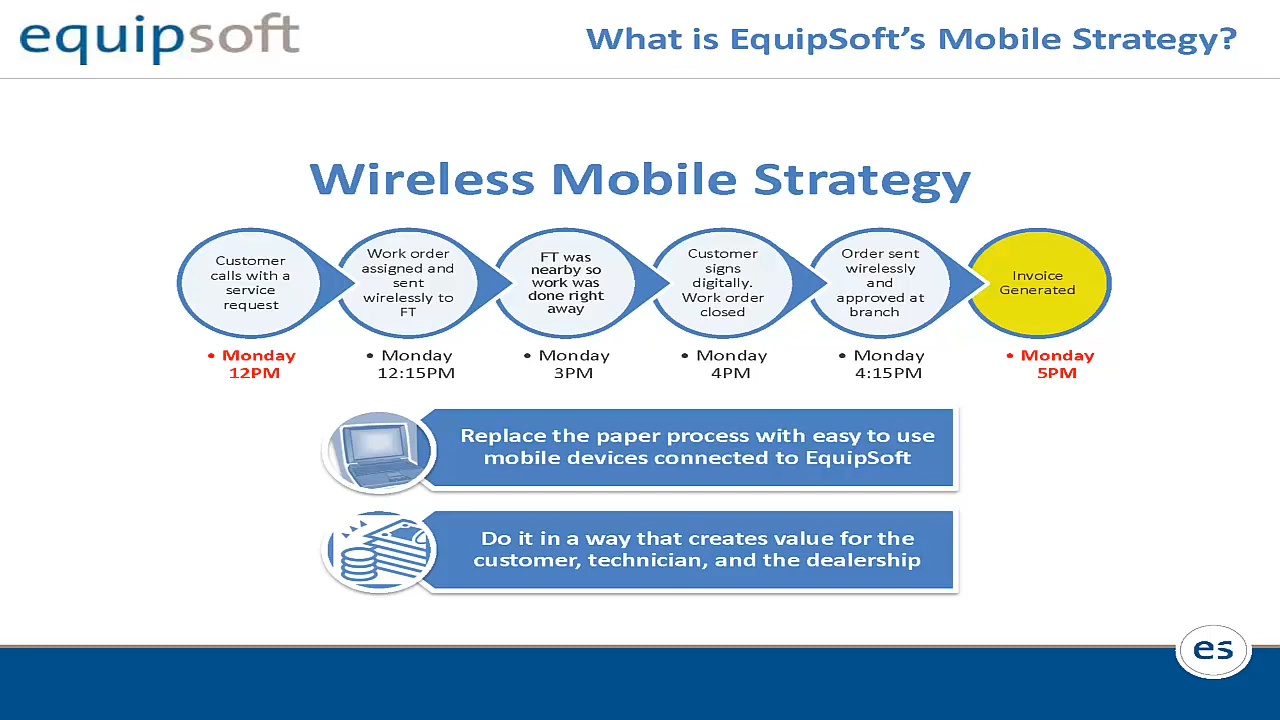 equipsoft
What is EquipSoft's Mobile Strategy?
Wireless Mobile Strategy
Customer
calls with a
service
request
Work order
assigned and
sent
wirelessly to
FT
FT was
nearby so
work was
done right
away
Customer
signs
digitally.
Work order
closed
Order sent
wirelessly
and
approved at
branch
Invoice
Generated
• Monday
12PM
• Monday
12:15PM
• Monday
3PM
• Monday
4PM
• Monday
4:15PM
• Monday
5PM
Replace the paper process with easy to use
mobile devices connected to EquipSoft
Do it in a way that creates value for the
customer, technician, and the dealership
es